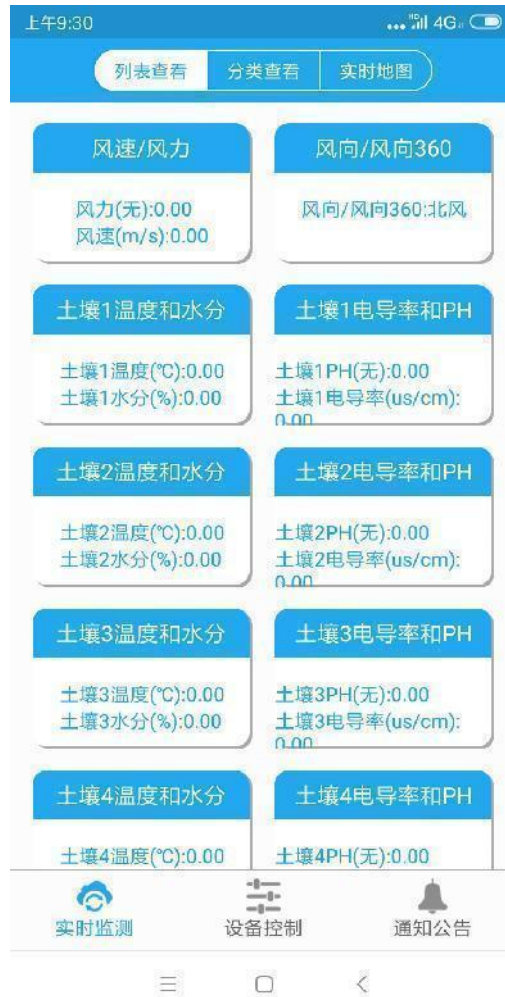 上午9:30
4G
列表查看 分类查看 实时地图
风速/风力
风力(无):0.00
风速(m/s):0.00
风向/风向360
风向/风向360:北风
土壤1温度和水分
土壤1温度(℃):0.00
土壤1水分(%):0.00
土壤1电导率和PH
土壤1PH(无):0.00
土壤1电导率(us/cm):
0.00
土壤2温度和水分
土壤2温度(℃):0.00
土壤2水分(%):0.00
土壤2电导率和PH
土壤2PH(无):0.00
土壤2电导率(us/cm):
0.00
土壤3温度和水分
土壤3温度(℃):0.00
土壤3水分(%):0.00
土壤3电导率和PH
土壤3PH(无):0.00
土壤3电导率(us/cm):
0.00
土壤4温度和水分
土壤4温度(℃):0.00
土壤4电导率和PH
土壤4PH(无):0.00
实时监测 设备控制 通知公告